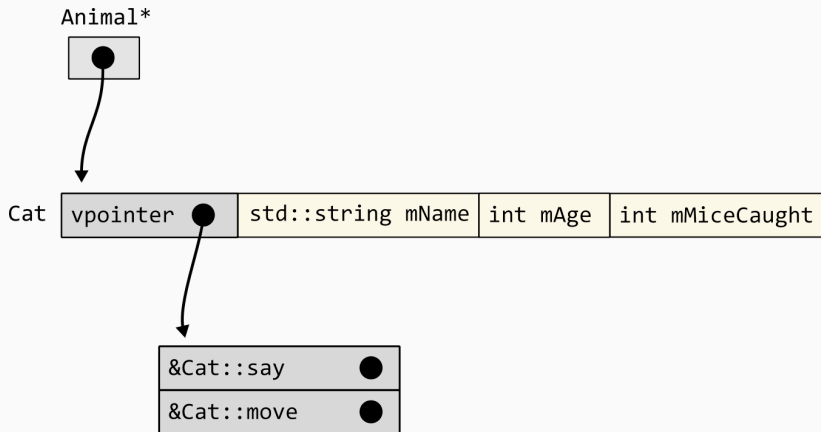 Animal*
Cat vpointer std::string mName int mAge int mMiceCaught
&Cat::say
&Cat::move